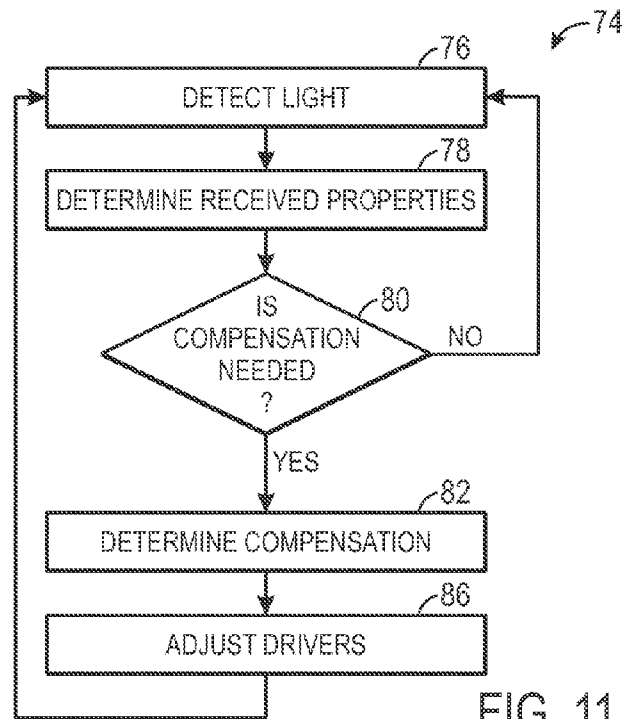 74
76
DETECT LIGHT
78
DETERMINE RECEIVED PROPERTIES
80
IS
COMPENSATION
NEEDED
?
NO
YES
82
DETERMINE COMPENSATION
86
ADJUST DRIVERS
FIG. 11